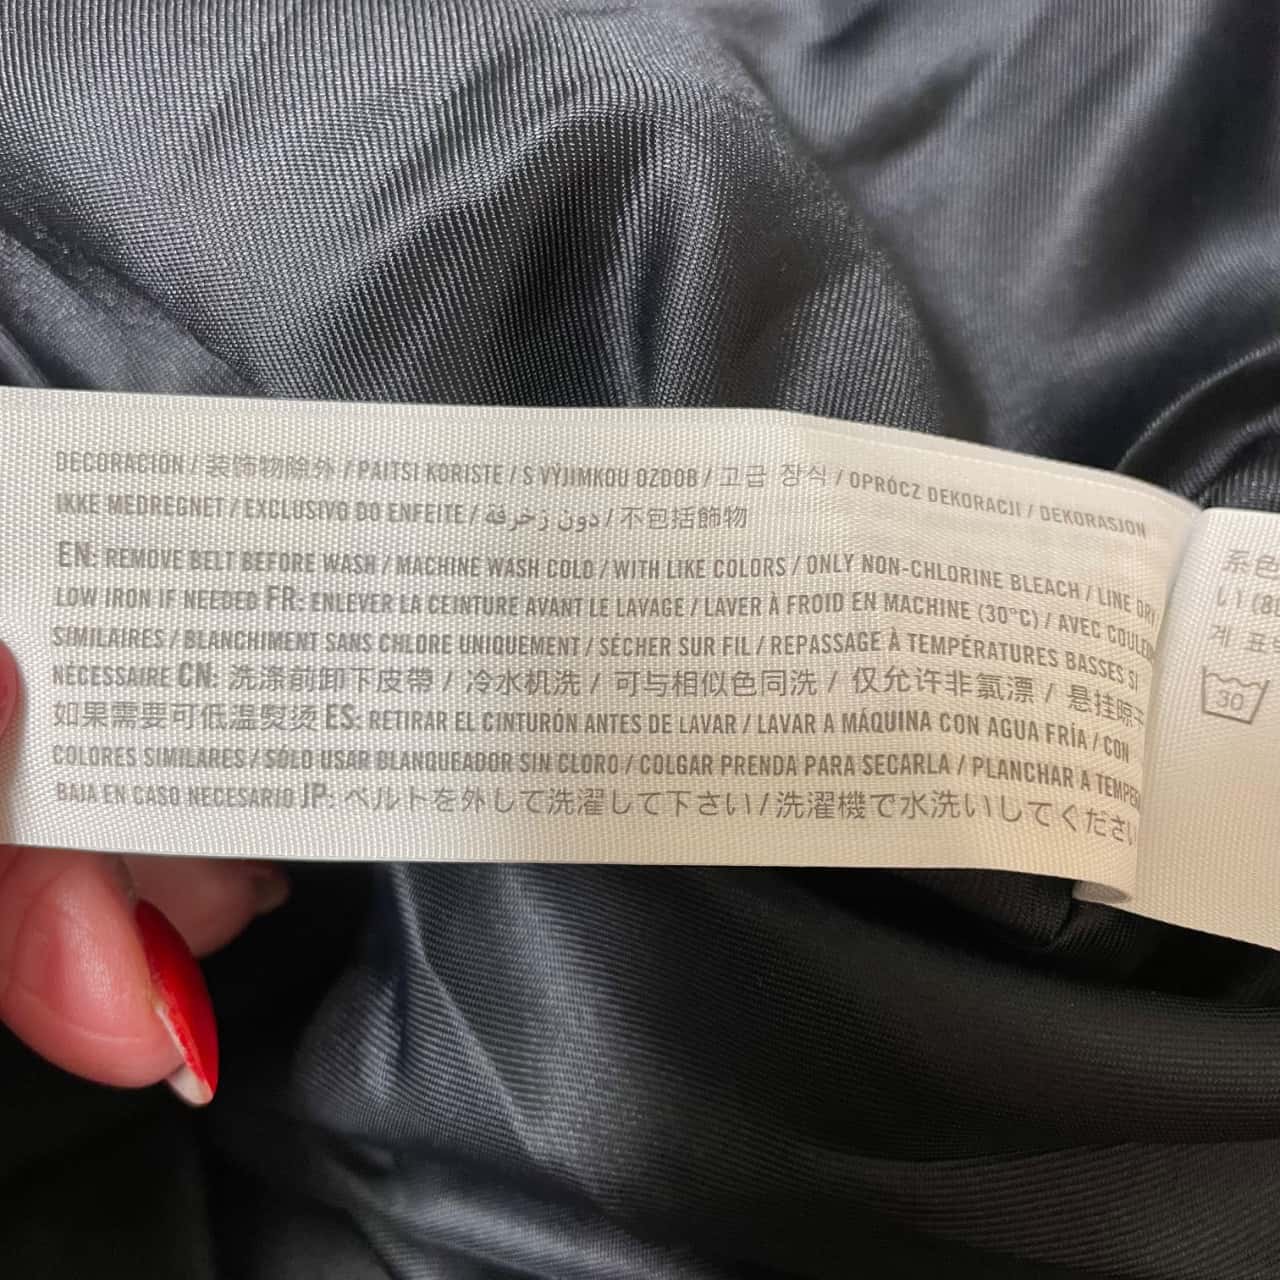 DECORACIÓN / 装饰物除外 / PAITSI KORISTE / S VÝJIMKOU OZDOB / 고급 장식 / OPRÓCZ DEKORACJI / DEKORASJON
IKKE MEDREGNET / EXCLUSIVO DO ENFEITE / دون زخرفة / 不包括飾物
EN: REMOVE BELT BEFORE WASH / MACHINE WASH COLD / WITH LIKE COLORS / ONLY NON-CHLORINE BLEACH / LINE DRY
LOW IRON IF NEEDED FR: ENLEVER LA CEINTURE AVANT LE LAVAGE / LAVER À FROID EN MACHINE (30°C) / AVEC COULEUR
SIMILAIRES / BLANCHIMENT SANS CHLORE UNIQUEMENT / SÉCHER SUR FIL / REPASSAGE À TEMPÉRATURES BASSES SI
NÉCESSAIRE CN: 洗涤前卸下皮带 / 冷水机洗 / 可与相似色同洗 / 仅允许非氯漂 / 悬挂晾干
如果需要可低温熨烫 ES: RETIRAR EL CINTURÓN ANTES DE LAVAR / LAVAR A MÁQUINA CON AGUA FRÍA / CON
COLORES SIMILARES / SÓLO USAR BLANQUEADOR SIN CLORO / COLGAR PRENDA PARA SECARLA / PLANCHAR A TEMPER
BAJA EN CASO NECESARIO JP: ベルトを外して洗濯して下さい / 洗濯機で水洗いしてください
系色
い (8
계 표
30